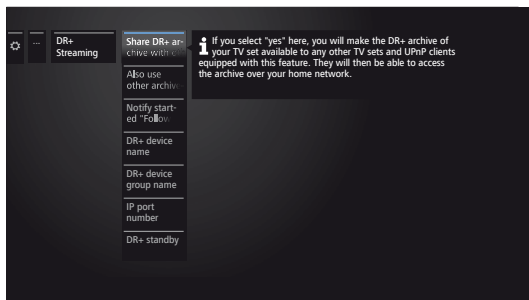 ...
DR+
Streaming
Share DR+ ar-
chive with
Also use
other archive
Notify start-
ed "Follow
DR+ device
name
DR+ device
group name
IP port
number
DR+ standby
If you select "yes" here, you will make the DR+ archive of
your TV set available to any other TV sets and UPnP clients
equipped with this feature. They will then be able to access
the archive over your home network.